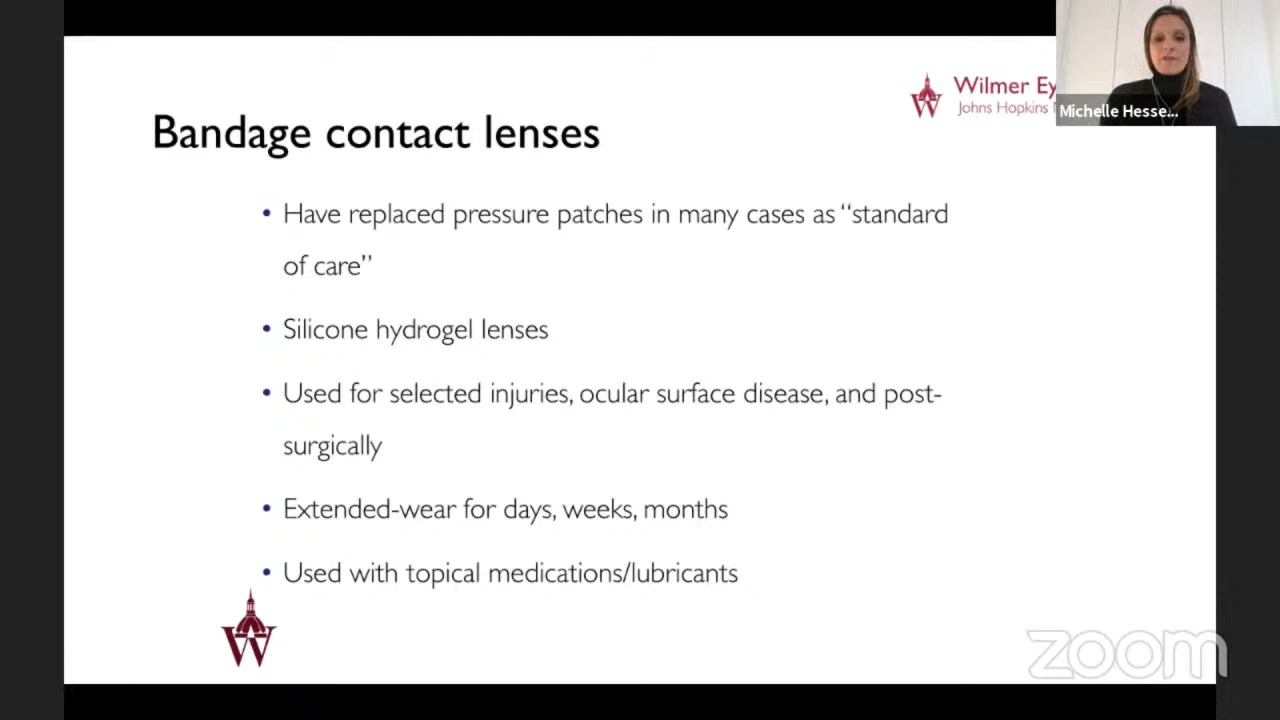 Wilmer Ey
Johns Hopkins
Michelle Hesse...
Bandage contact lenses
• Have replaced pressure patches in many cases as “standard
of care”
• Silicone hydrogel lenses
• Used for selected injuries, ocular surface disease, and post-
surgically
• Extended-wear for days, weeks, months
• Used with topical medications/lubricants
W
zoom